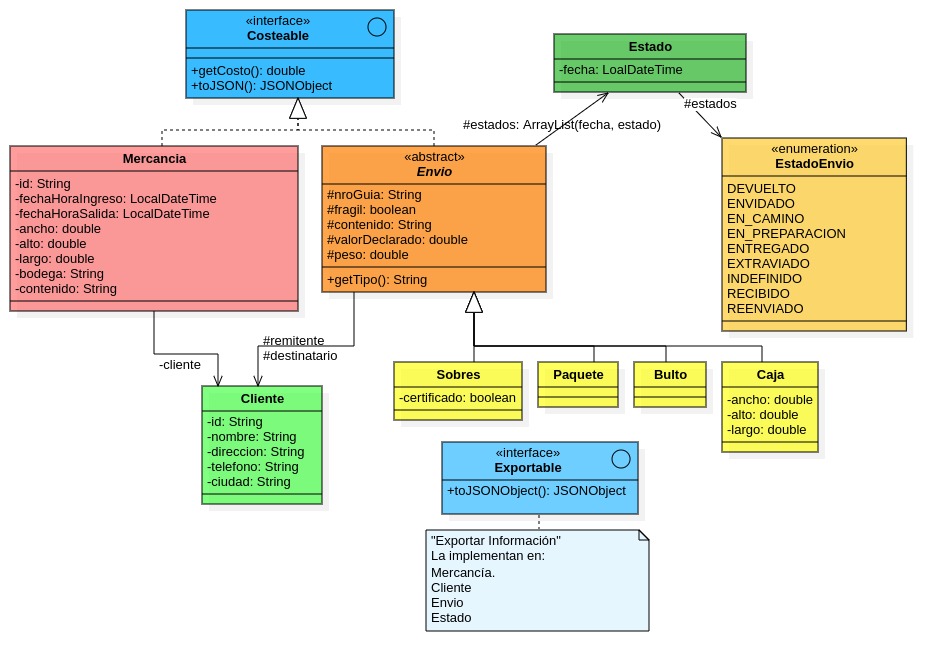 «interface»
Costeable
+getCosto(): double
+toJSON(): JSONObject
Estado
-fecha: LoalDateTime
#estados
#estados: ArrayList(fecha, estado)
«enumeration»
EstadoEnvio
DEVUELTO
ENVIDADO
EN_CAMINO
EN_PREPARACION
ENTREGADO
EXTRAVIADO
INDEFINIDO
RECIBIDO
REENVIADO
Mercancia
-id: String
-fechaHoraIngreso: LocalDateTime
-fechaHoraSalida: LocalDateTime
-ancho: double
-alto: double
-largo: double
-bodega: String
-contenido: String
«abstract»
Envio
#nroGuia: String
#fragil: boolean
#contenido: String
#valorDeclarado: double
#peso: double
+getTipo(): String
#remitente
#destinatario
-cliente
Cliente
-id: String
-nombre: String
-direccion: String
-telefono: String
-ciudad: String
Sobres
-certificado: boolean
Paquete
Bulto
Caja
-ancho: double
-alto: double
-largo: double
«interface»
Exportable
+toJSONObject(): JSONObject
"Exportar Información"
La implementan en:
Mercancía.
Cliente
Envio
Estado